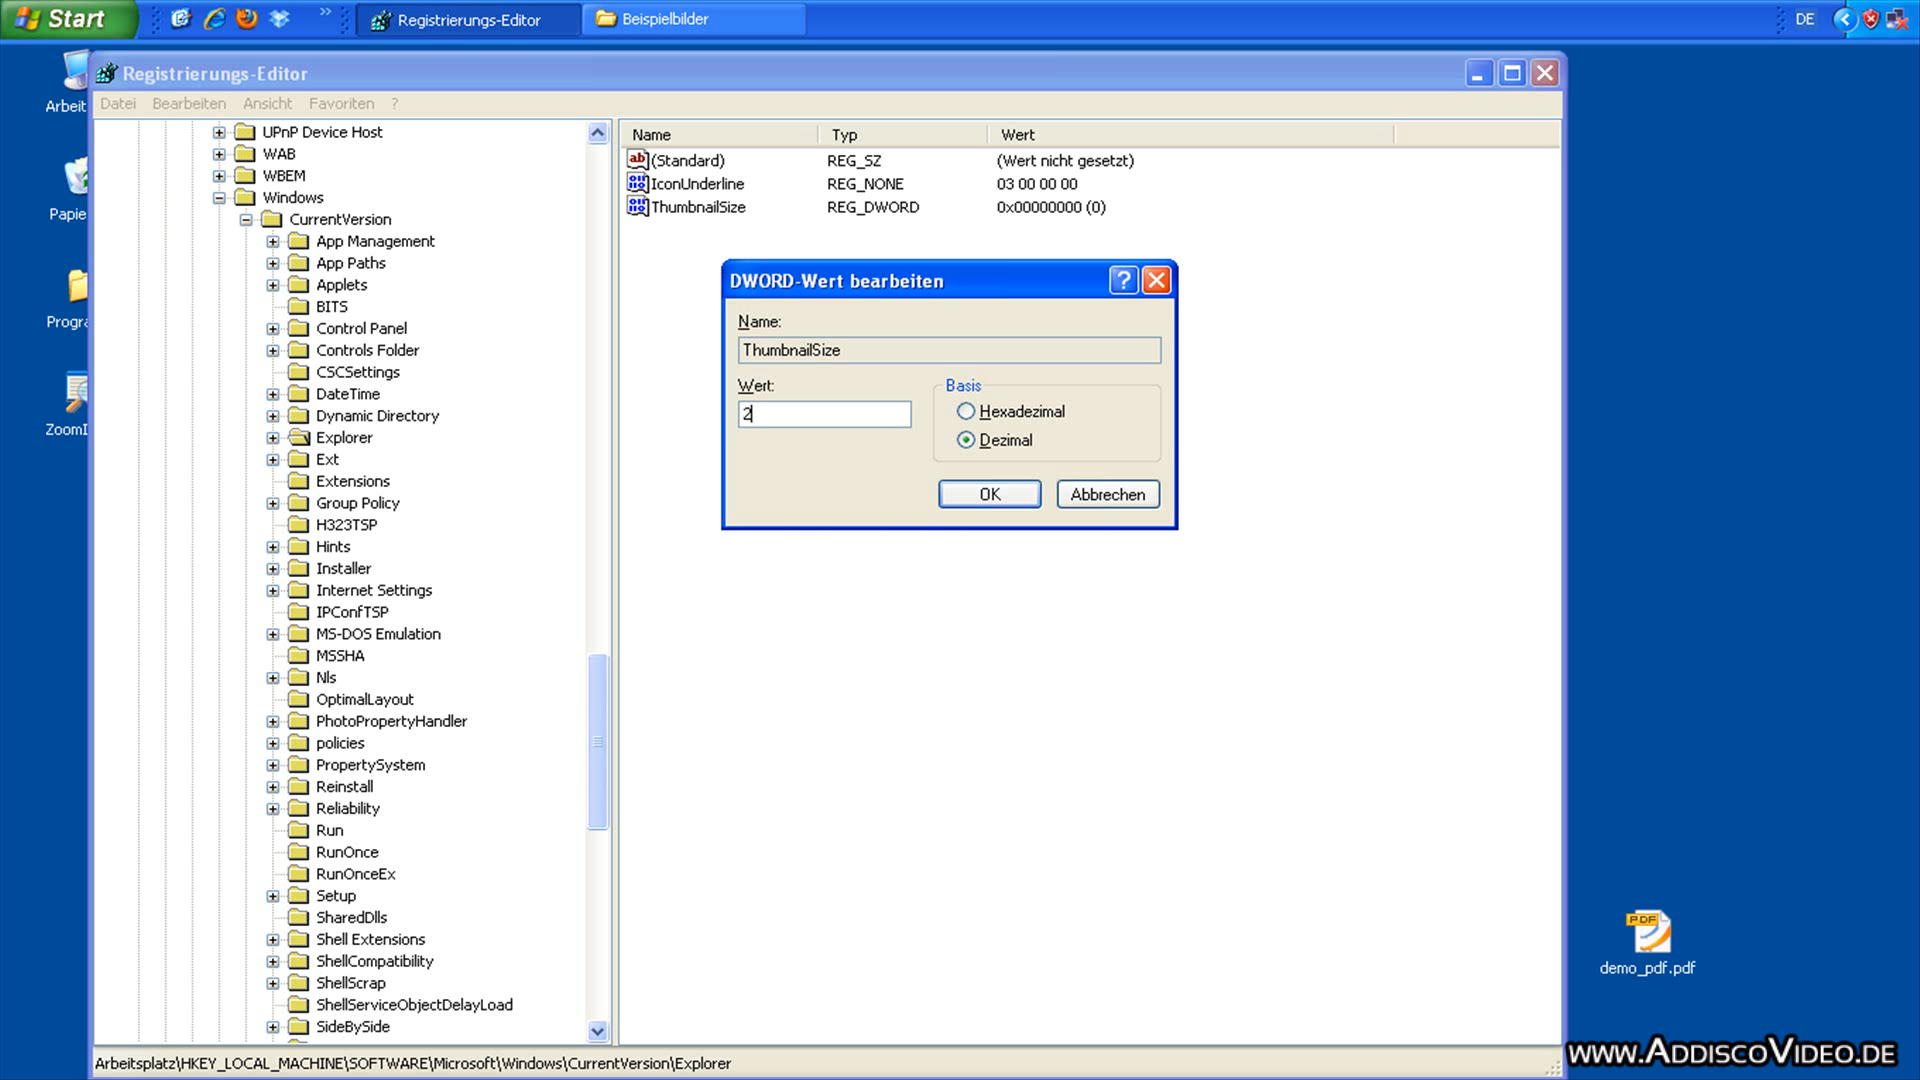 Start
Registrierungs-Editor
Beispielbilder
DE
Arbeit
Papie
Progra
ZoomI
Registrierungs-Editor
Datei Bearbeiten Ansicht Favoriten ?
UPnP Device Host
WAB
WBEM
Windows
CurrentVersion
App Management
App Paths
Applets
BITS
Control Panel
Controls Folder
CSCSettings
DateTime
Dynamic Directory
Explorer
Ext
Extensions
Group Policy
H323TSP
Hints
Installer
Internet Settings
IPConfTSP
MS-DOS Emulation
MSSHA
Nls
OptimalLayout
PhotoPropertyHandler
policies
PropertySystem
Reinstall
Reliability
Run
RunOnce
RunOnceEx
Setup
SharedDlls
Shell Extensions
ShellCompatibility
ShellScrap
ShellServiceObjectDelayLoad
SideBySide
Name Typ Wert
(Standard) REG_SZ (Wert nicht gesetzt)
IconUnderline REG_NONE 03 00 00 00
ThumbnailSize REG_DWORD 0x00000000 (0)
DWORD-Wert bearbeiten
Name:
ThumbnailSize
Wert:
2
Basis
Hexadezimal
Dezimal
OK Abbrechen
PDF
demo_pdf.pdf
Arbeitsplatz\HKEY_LOCAL_MACHINE\SOFTWARE\Microsoft\Windows\CurrentVersion\Explorer
www.AddiscoVideo.de